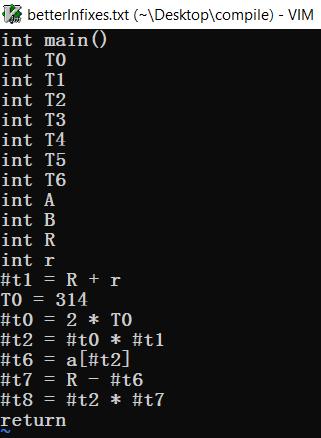 betterInfixes.txt (~\Desktop\compile) - VIM
int main()
int T0
int T1
int T2
int T3
int T4
int T5
int T6
int A
int B
int R
int r
#t1 = R + r
T0 = 314
#t0 = 2 * T0
#t2 = #t0 * #t1
#t6 = a[#t2]
#t7 = R - #t6
#t8 = #t2 * #t7
return
~